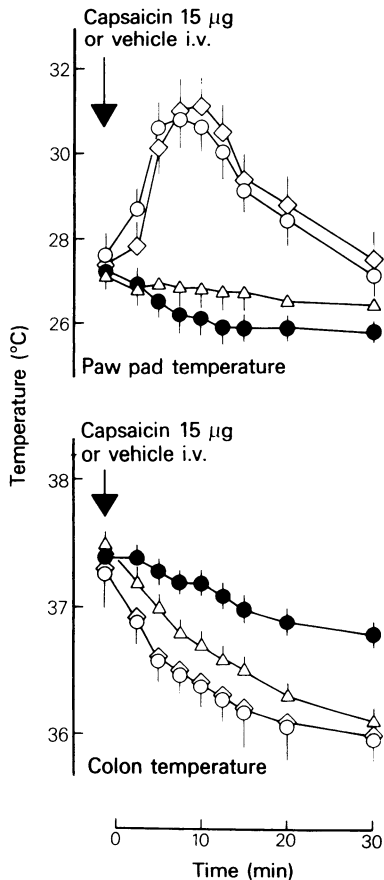 Capsaicin 15 μg
or vehicle i.v.
32
30
28
26
Paw pad temperature
Temperature (°C)
Capsaicin 15 μg
or vehicle i.v.
38
37
36
Colon temperature
0 10 20 30
Time (min)